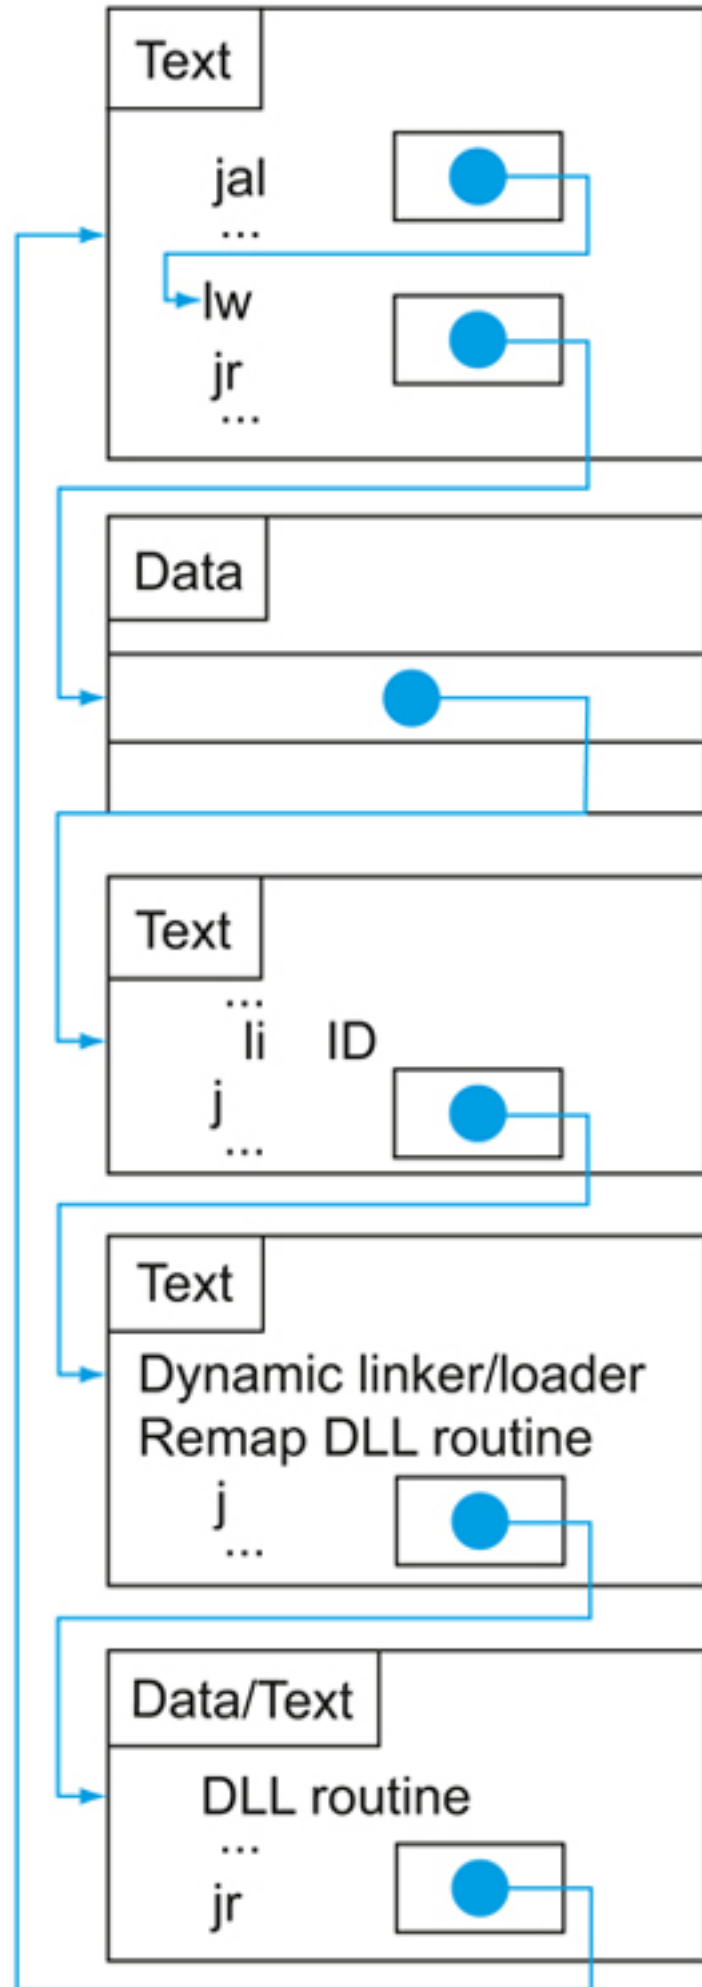 Text
jal
...
lw
jr
...
Data
Text
...
li ID
j
...
Text
Dynamic linker/loader
Remap DLL routine
j
...
Data/Text
DLL routine
...
jr